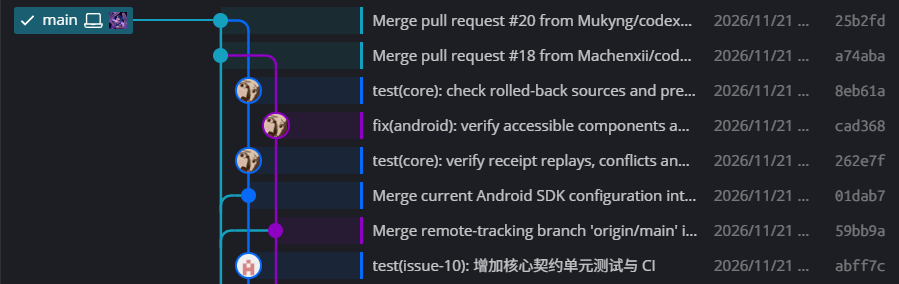 main
Merge pull request #20 from Mukyng/codex... 2026/11/21 ... 25b2fd
Merge pull request #18 from Machenxii/cod... 2026/11/21 ... a74aba
test(core): check rolled-back sources and pre... 2026/11/21 ... 8eb61a
fix(android): verify accessible components a... 2026/11/21 ... cad368
test(core): verify receipt replays, conflicts an... 2026/11/21 ... 262e7f
Merge current Android SDK configuration int... 2026/11/21 ... 01dab7
Merge remote-tracking branch 'origin/main' i... 2026/11/21 ... 59bb9a
test(issue-10): 增加核心契约单元测试与 CI 2026/11/21 ... abff7c